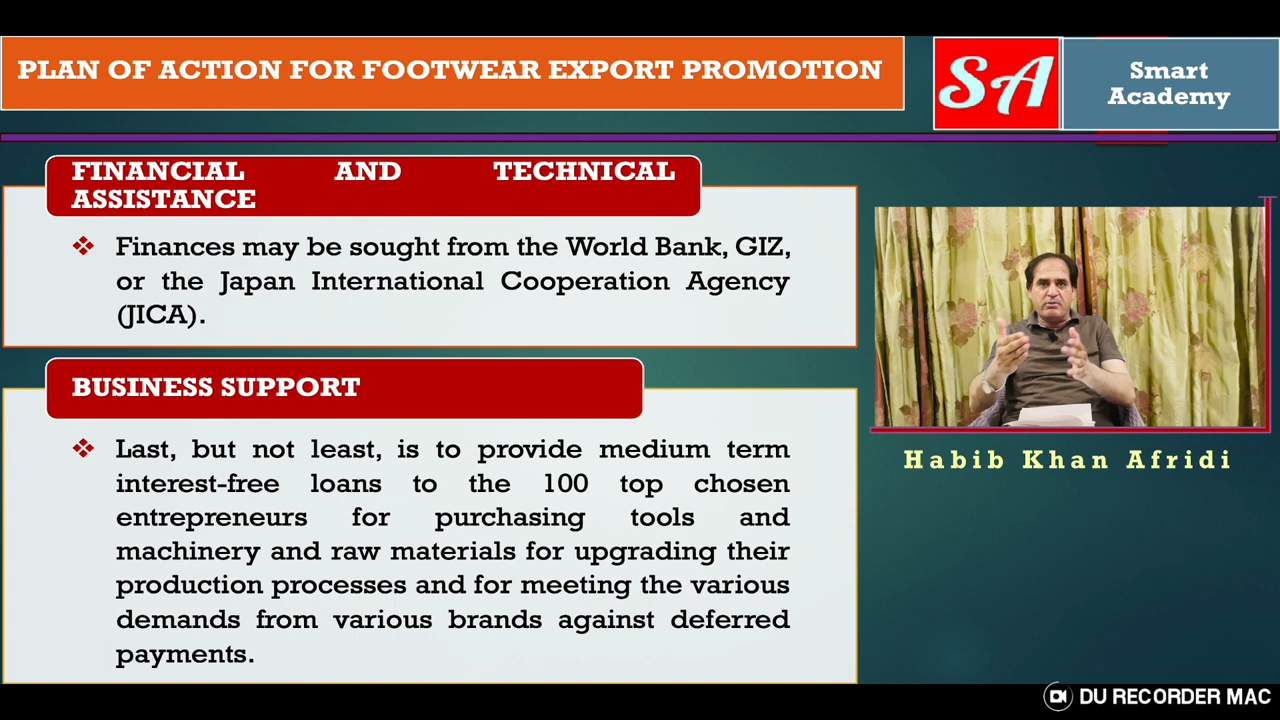 PLAN OF ACTION FOR FOOTWEAR EXPORT PROMOTION
SA
Smart
Academy
FINANCIAL AND TECHNICAL
ASSISTANCE
❖ Finances may be sought from the World Bank, GIZ,
or the Japan International Cooperation Agency
(JICA).
BUSINESS SUPPORT
❖ Last, but not least, is to provide medium term
interest-free loans to the 100 top chosen
entrepreneurs for purchasing tools and
machinery and raw materials for upgrading their
production processes and for meeting the various
demands from various brands against deferred
payments.
Habib Khan Afridi
DU RECORDER MAC